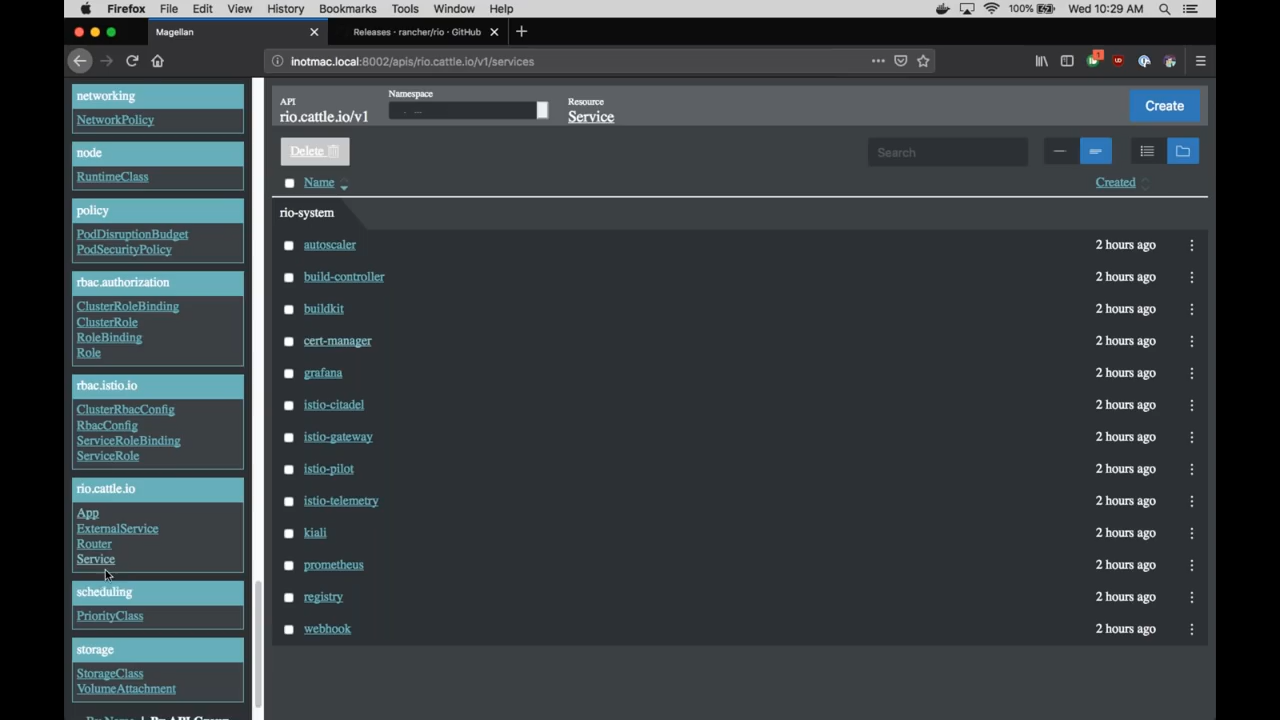 Firefox File Edit View History Bookmarks Tools Window Help 100% Wed 10:29 AM
Magellan Releases · rancher/rio · GitHub
inotmac.local:8002/apis/rio.cattle.io/v1/services
networking
NetworkPolicy
node
RuntimeClass
policy
PodDisruptionBudget
PodSecurityPolicy
rbac.authorization
ClusterRoleBinding
ClusterRole
RoleBinding
Role
rbac.istio.io
ClusterRbacConfig
RbacConfig
ServiceRoleBinding
ServiceRole
rio.cattle.io
App
ExternalService
Router
Service
scheduling
PriorityClass
storage
StorageClass
VolumeAttachment
By Name | By API Group
API
rio.cattle.io/v1
Namespace
Resource
Service
Create
Delete
Search
Name Created
rio-system
autoscaler 2 hours ago
build-controller 2 hours ago
buildkit 2 hours ago
cert-manager 2 hours ago
grafana 2 hours ago
istio-citadel 2 hours ago
istio-gateway 2 hours ago
istio-pilot 2 hours ago
istio-telemetry 2 hours ago
kiali 2 hours ago
prometheus 2 hours ago
registry 2 hours ago
webhook 2 hours ago